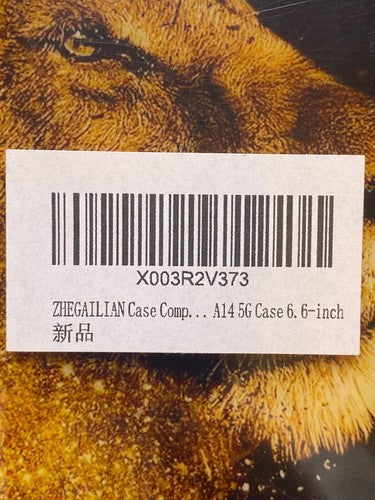 X003R2V373
ZHEGAILIAN Case Comp... A14 5G Case 6.6-inch
新品